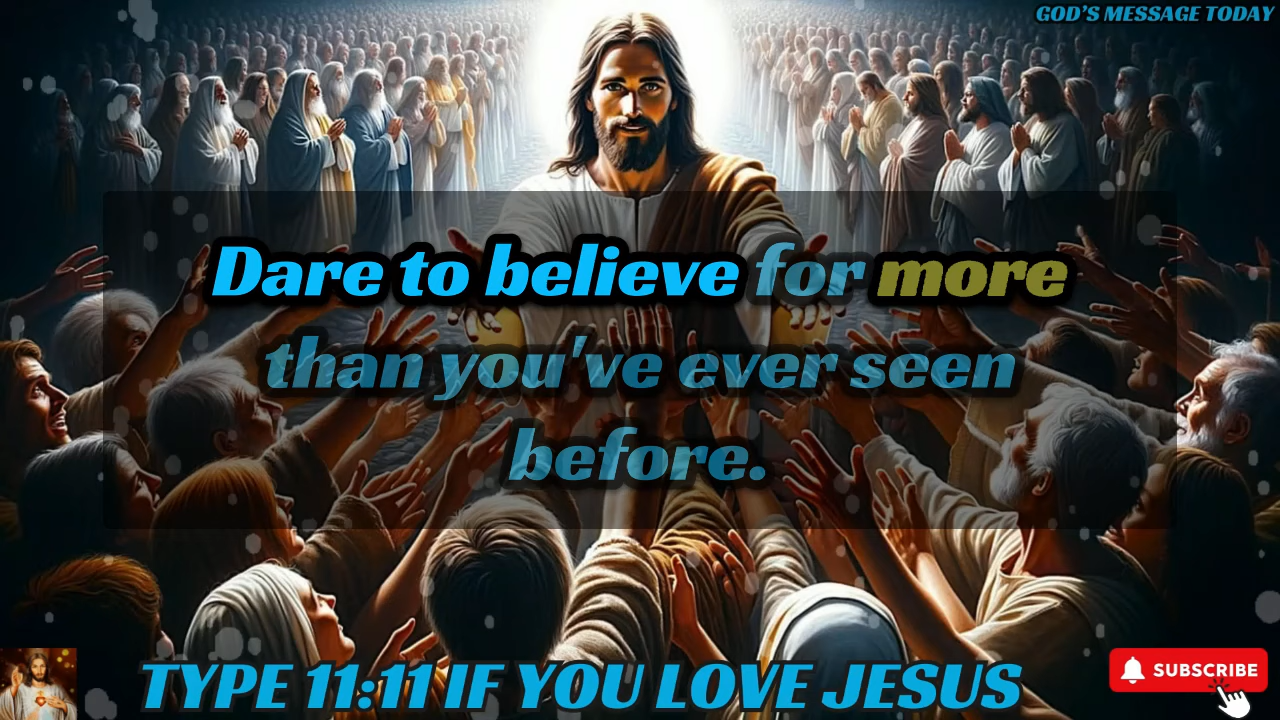 GOD'S MESSAGE TODAY
Dare to believe for more
than you've ever seen
before.
TYPE 11:11 IF YOU LOVE JESUS
SUBSCRIBE